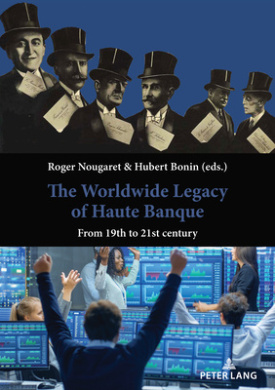 Roger Nougaret & Hubert Bonin (eds.)
The Worldwide Legacy
of Haute Banque
From 19th to 21st century
PETER LANG